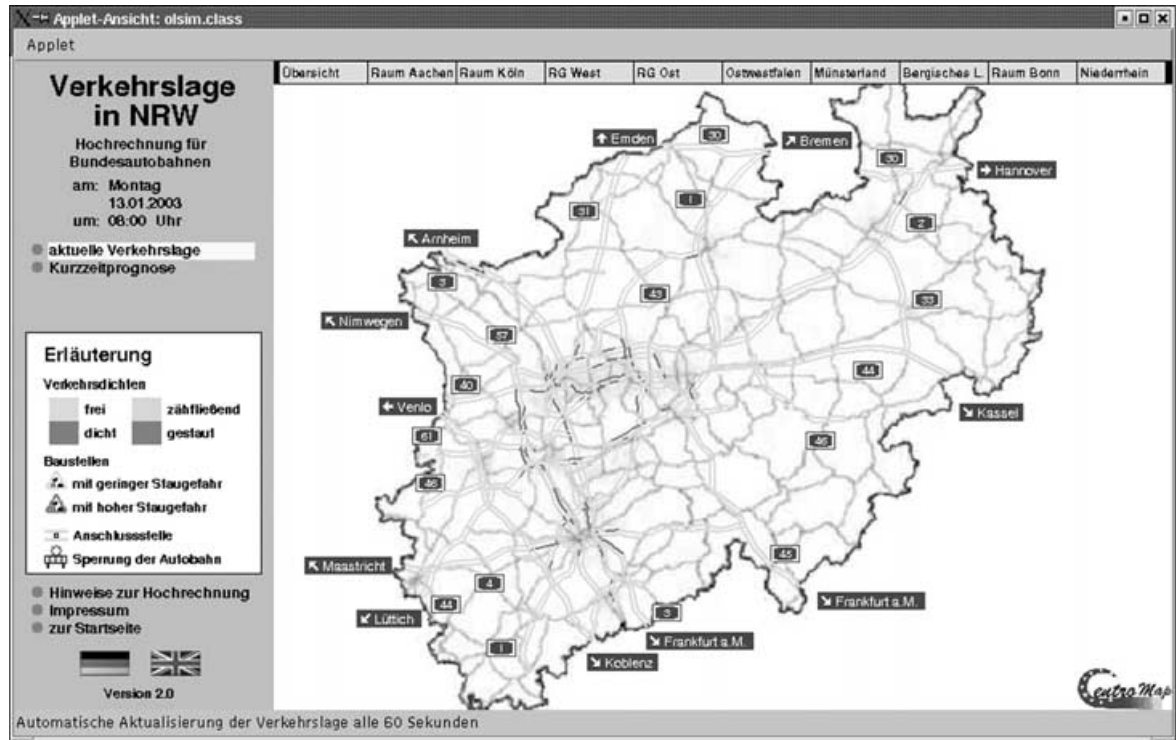 Applet-Ansicht: olsim.class
Applet
Verkehrslage
in NRW
Hochrechnung für
Bundesautobahnen
am: Montag
13.01.2003
um: 08:00 Uhr
aktuelle Verkehrslage
Kurzzeitprognose
Erläuterung
Verkehrsdichten
frei
zähfließend
dicht
gestaut
Baustellen
mit geringer Staugefahr
mit hoher Staugefahr
Anschlussstelle
Sperrung der Autobahn
Hinweise zur Hochrechnung
Impressum
zur Startseite
Version 2.0
Übersicht
Raum Aachen
Raum Köln
RG West
RG Ost
Ostwestfalen
Münsterland
Bergisches L.
Raum Bonn
Niederrhein
↑ Emden
30
↗ Bremen
30
→ Hannover
1
31
2
↖ Arnheim
3
43
33
↖ Nimwegen
57
44
40
← Venlo
↘ Kassel
61
46
46
45
↖ Maastricht
4
44
↙ Lüttich
↘ Frankfurt a.M.
3
↘ Frankfurt a.M.
1
↘ Koblenz
Centro Map
Automatische Aktualisierung der Verkehrslage alle 60 Sekunden